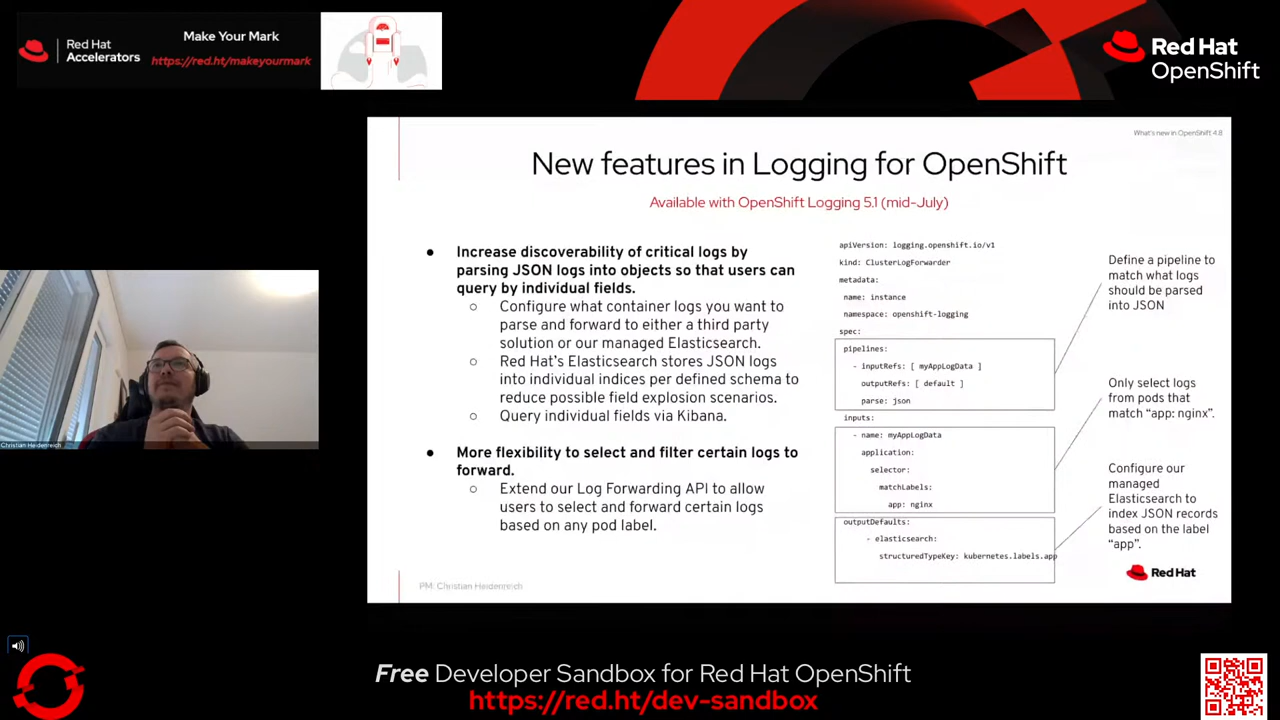 Red Hat
Accelerators
Make Your Mark
https://red.ht/makeyourmark
Red Hat
OpenShift
What's new in OpenShift 4.8
New features in Logging for OpenShift
Available with OpenShift Logging 5.1 (mid-July)
● Increase discoverability of critical logs by
parsing JSON logs into objects so that users can
query by individual fields.
○ Configure what container logs you want to
parse and forward to either a third party
solution or our managed Elasticsearch.
○ Red Hat's Elasticsearch stores JSON logs
into individual indices per defined schema to
reduce possible field explosion scenarios.
○ Query individual fields via Kibana.
● More flexibility to select and filter certain logs to
forward.
○ Extend our Log Forwarding API to allow
users to select and forward certain logs
based on any pod label.
apiVersion: logging.openshift.io/v1
kind: ClusterLogForwarder
metadata:
name: instance
namespace: openshift-logging
spec:
pipelines:
- inputRefs: [ myAppLogData ]
outputRefs: [ default ]
parse: json
inputs:
- name: myAppLogData
application:
selector:
matchLabels:
app: nginx
outputDefaults:
- elasticsearch:
structuredTypeKey: kubernetes.labels.app
Define a pipeline to
match what logs
should be parsed
into JSON
Only select logs
from pods that
match “app: nginx”.
Configure our
managed
Elasticsearch to
index JSON records
based on the label
“app”.
PM: Christian Heidenreich
Red Hat
Christian Heidenreich
Free Developer Sandbox for Red Hat OpenShift
https://red.ht/dev-sandbox